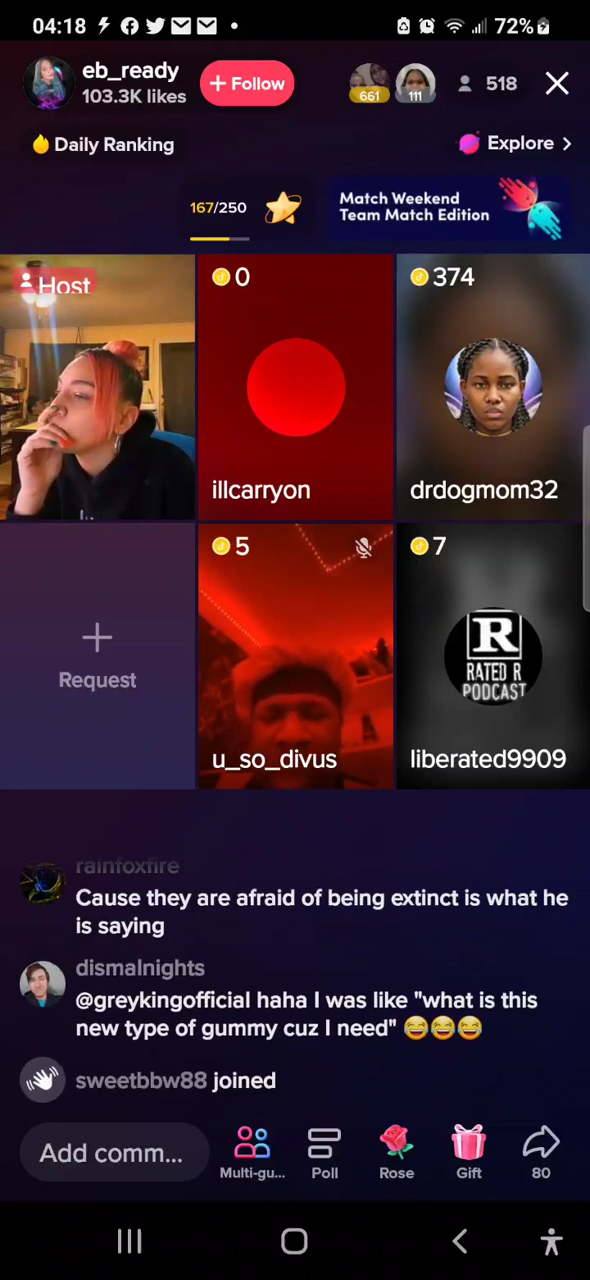 04:18
72%
eb_ready
103.3K likes
+ Follow
661
111
518
Daily Ranking
Explore >
167/250
Match Weekend
Team Match Edition
Host
0
374
illcarryon
drdogmom32
+
Request
5
7
R
RATED R
PODCAST
u_so_divus
liberated9909
rainfoxfire
Cause they are afraid of being extinct is what he
is saying
dismalnights
@greykingofficial haha I was like "what is this
new type of gummy cuz I need" 😂😂😂
sweetbbw88 joined
Add comm...
Multi-gu...
Poll
Rose
Gift
80